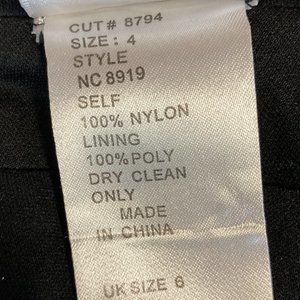 CUT# 8794
SIZE: 4
STYLE
NC 8919
SELF
100% NYLON
LINING
100% POLY
DRY CLEAN
ONLY
MADE
IN CHINA
UK SIZE 6